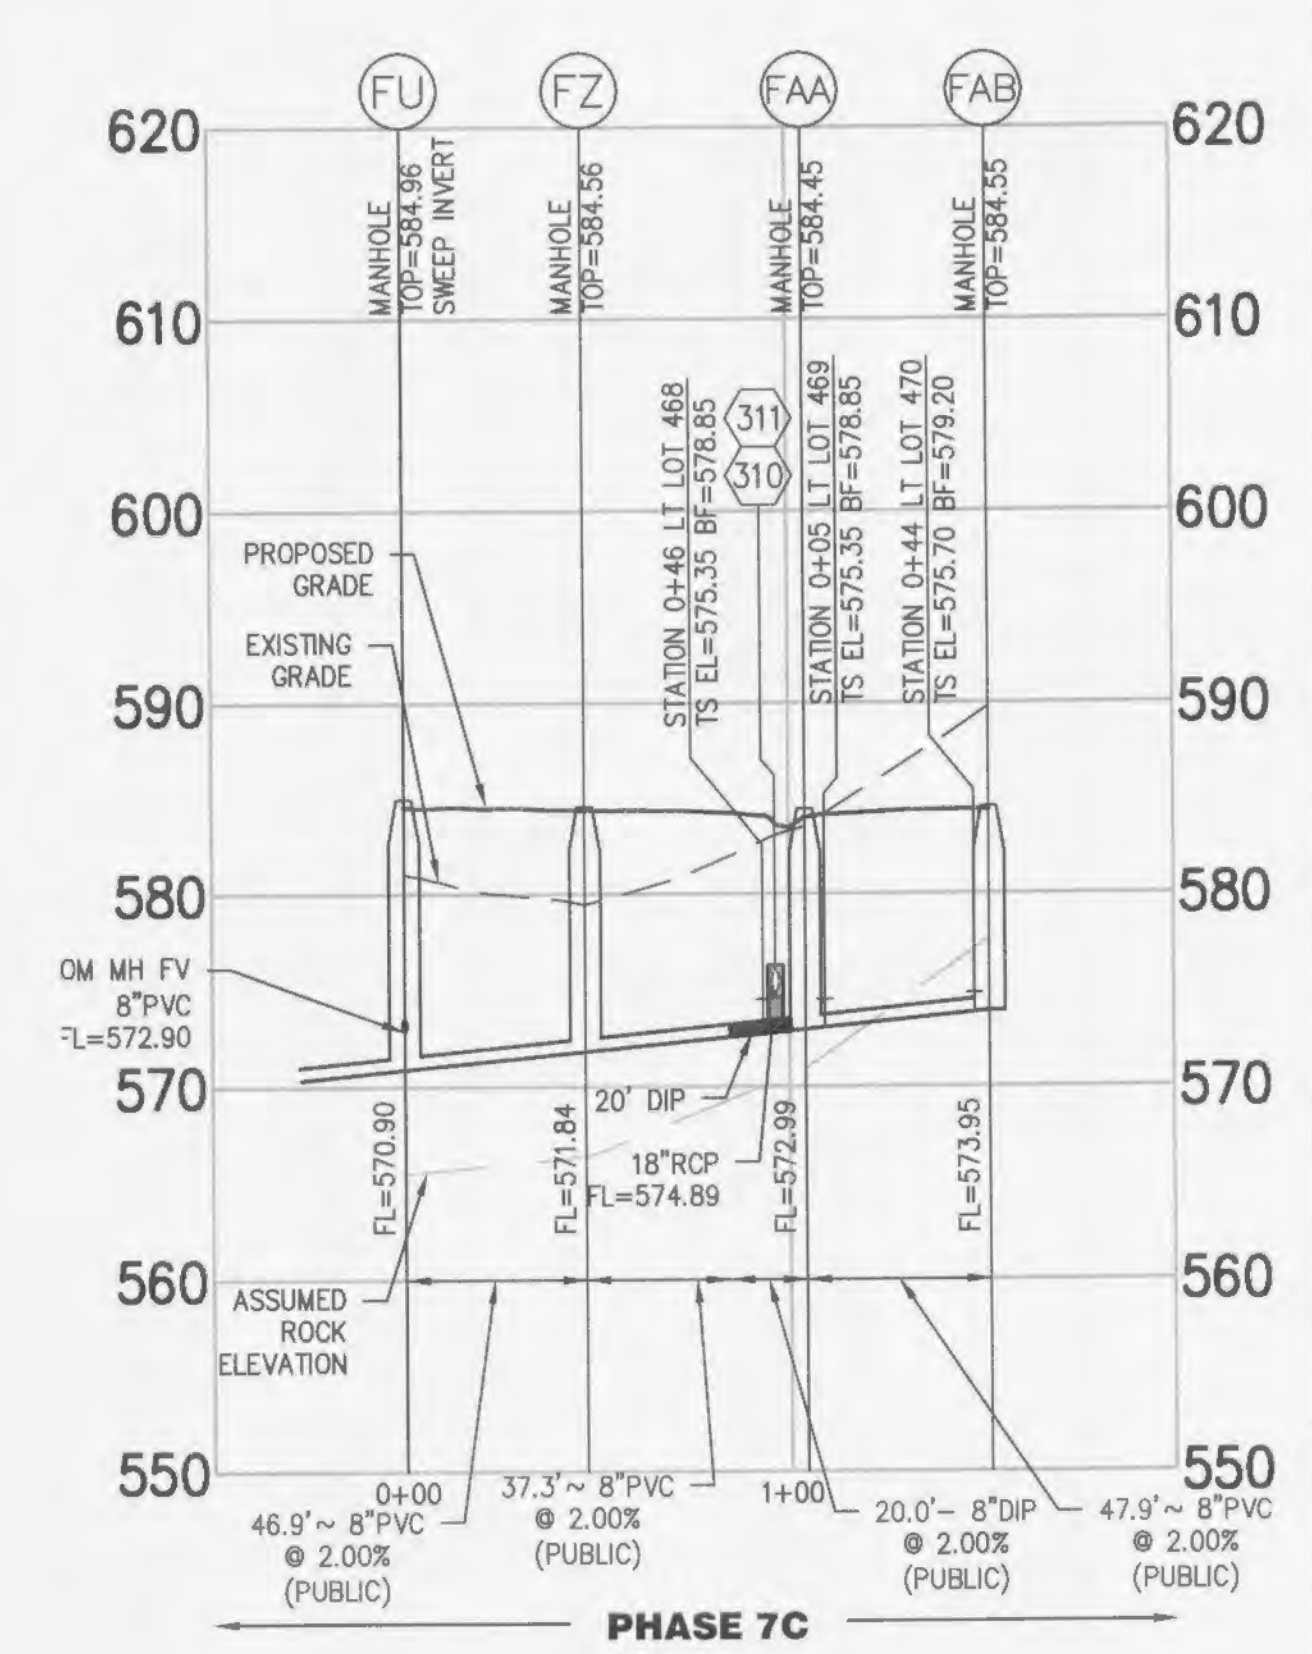 FU
FZ
FAA
FAB
620
620
MANHOLE
TOP=584.96
SWEEP INVERT
MANHOLE
TOP=584.56
MANHOLE
TOP=584.45
MANHOLE
TOP=584.55
610
610
STATION 0+46 LT LOT 468
TS EL=575.35 BF=578.85
311
310
STATION 0+05 LT LOT 469
TS EL=575.35 BF=578.85
STATION 0+44 LT LOT 470
TS EL=575.70 BF=579.20
600
600
PROPOSED
GRADE
EXISTING
GRADE
590
590
580
580
OM MH FV
8"PVC
FL=572.90
570
570
20' DIP
18"RCP
FL=574.89
FL=570.90
FL=571.84
FL=572.99
FL=573.95
560
560
ASSUMED
ROCK
ELEVATION
550
550
0+00
1+00
46.9'~ 8"PVC
@ 2.00%
(PUBLIC)
37.3'~ 8"PVC
@ 2.00%
(PUBLIC)
20.0'– 8"DIP
@ 2.00%
(PUBLIC)
47.9'~ 8"PVC
@ 2.00%
(PUBLIC)
PHASE 7C